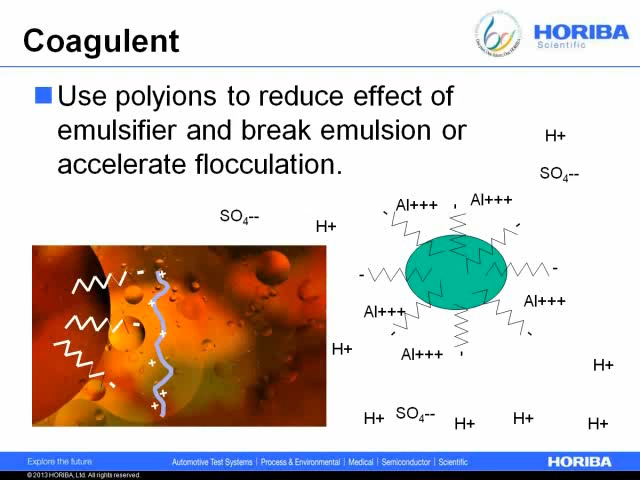 Coagulent
HORIBA
Scientific
Use polyions to reduce effect of
emulsifier and break emulsion or
accelerate flocculation.
H+
SO4--
Al+++ Al+++
SO4-- H+
Al+++
Al+++
H+ Al+++
H+
H+ SO4-- H+ H+ H+
Explore the future
Automotive Test Systems | Process & Environmental | Medical | Semiconductor | Scientific
HORIBA
© 2013 HORIBA, Ltd. All rights reserved.